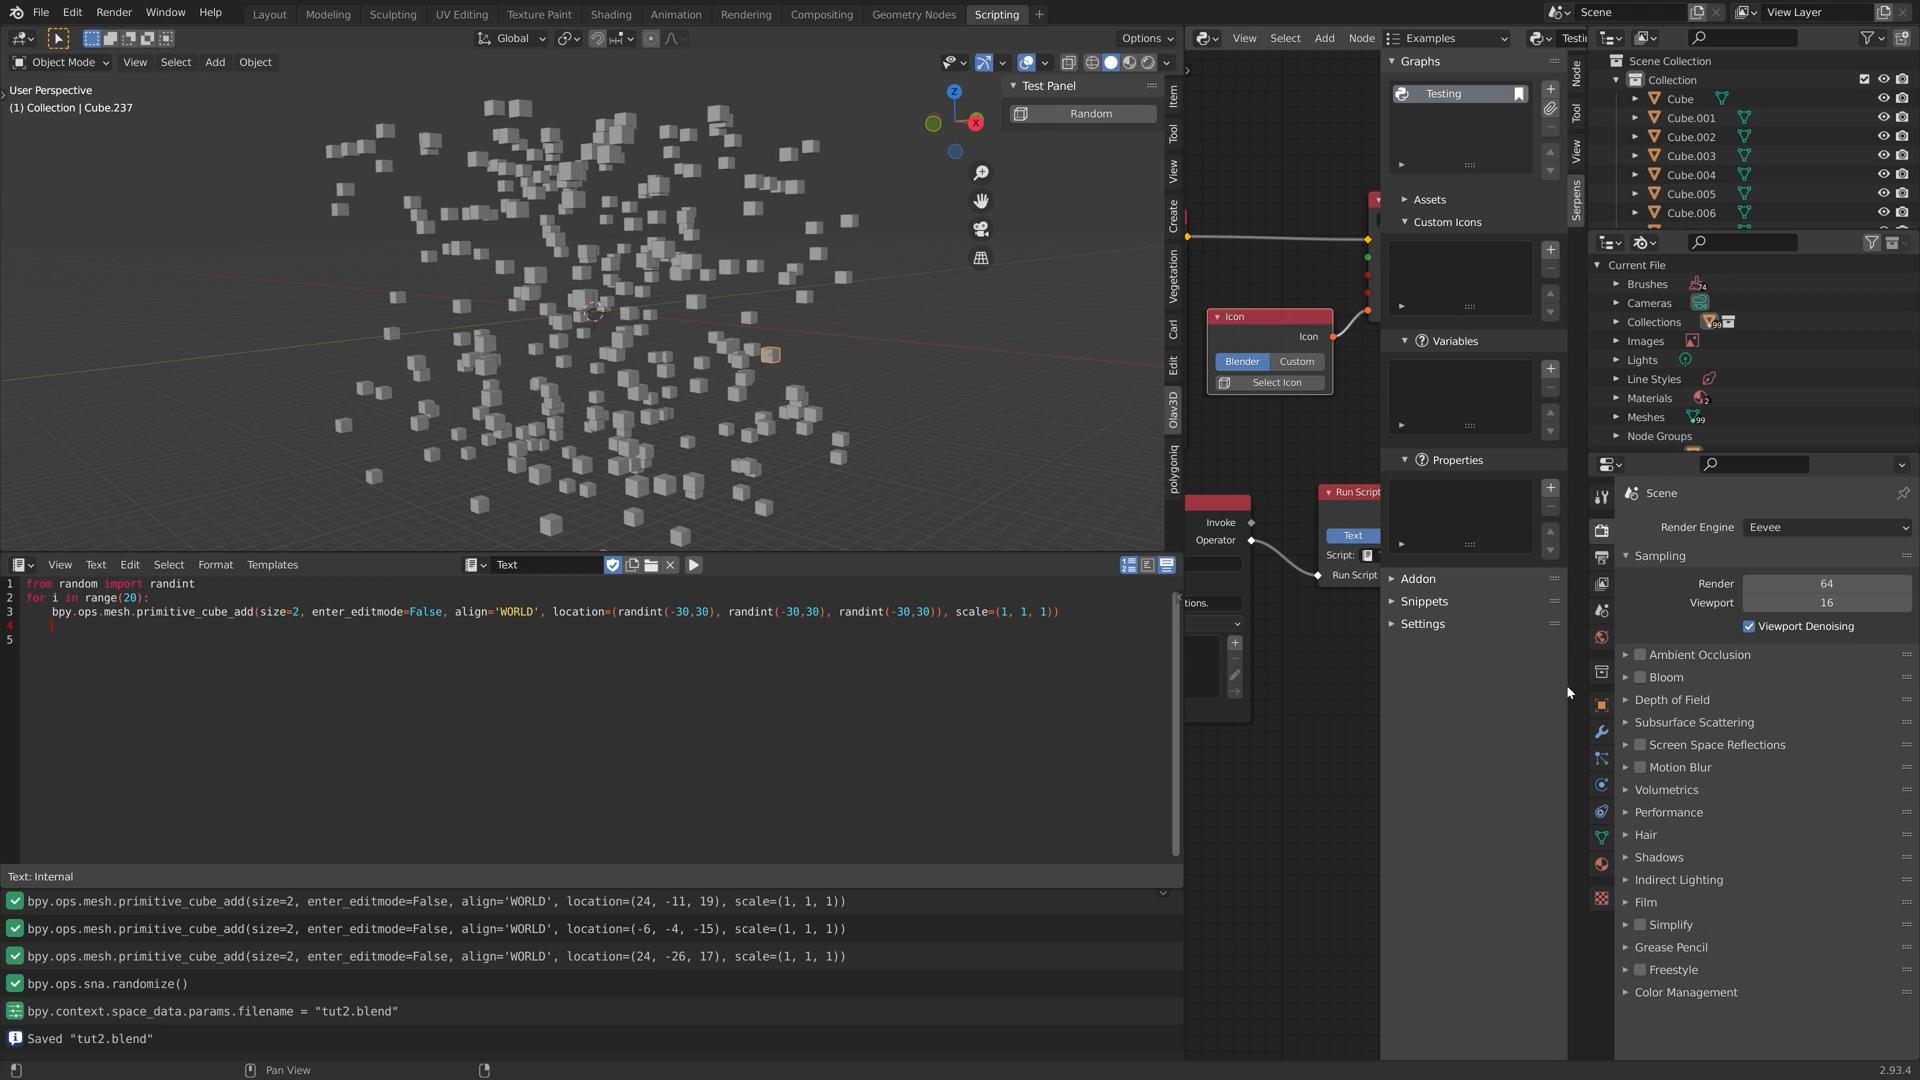 File Edit Render Window Help Layout Modeling Sculpting UV Editing Texture Paint Shading Animation Rendering Compositing Geometry Nodes Scripting + Scene View Layer
Global Options
Object Mode View Select Add Object
User Perspective
(1) Collection | Cube.237
Z
X
Test Panel
Random
Item
Tool
View
Create
Vegetation
Carl
Edit
Olav3D
polygoniq
View Select Add Node Examples Testi
Graphs
Testing
Assets
Custom Icons
Variables
Properties
Addon
Snippets
Settings
Node
Tool
View
Serpens
Icon
Icon
Blender Custom
Select Icon
Invoke
Operator
tions.
Run Script
Text
Script:
Run Script
Scene Collection
Collection
Cube
Cube.001
Cube.002
Cube.003
Cube.004
Cube.005
Cube.006
Current File
Brushes 74
Cameras
Collections +99
Images
Lights
Line Styles
Materials 2
Meshes +99
Node Groups
Scene
Render Engine Eevee
Sampling
Render 64
Viewport 16
Viewport Denoising
Ambient Occlusion
Bloom
Depth of Field
Subsurface Scattering
Screen Space Reflections
Motion Blur
Volumetrics
Performance
Hair
Shadows
Indirect Lighting
Film
Simplify
Grease Pencil
Freestyle
Color Management
View Text Edit Select Format Templates Text
1 from random import randint
2 for i in range(20):
3 bpy.ops.mesh.primitive_cube_add(size=2, enter_editmode=False, align='WORLD', location=(randint(-30,30), randint(-30,30), randint(-30,30)), scale=(1, 1, 1))
4
5
Text: Internal
bpy.ops.mesh.primitive_cube_add(size=2, enter_editmode=False, align='WORLD', location=(24, -11, 19), scale=(1, 1, 1))
bpy.ops.mesh.primitive_cube_add(size=2, enter_editmode=False, align='WORLD', location=(-6, -4, -15), scale=(1, 1, 1))
bpy.ops.mesh.primitive_cube_add(size=2, enter_editmode=False, align='WORLD', location=(24, -26, 17), scale=(1, 1, 1))
bpy.ops.sna.randomize()
bpy.context.space_data.params.filename = "tut2.blend"
Saved "tut2.blend"
Pan View
2.93.4